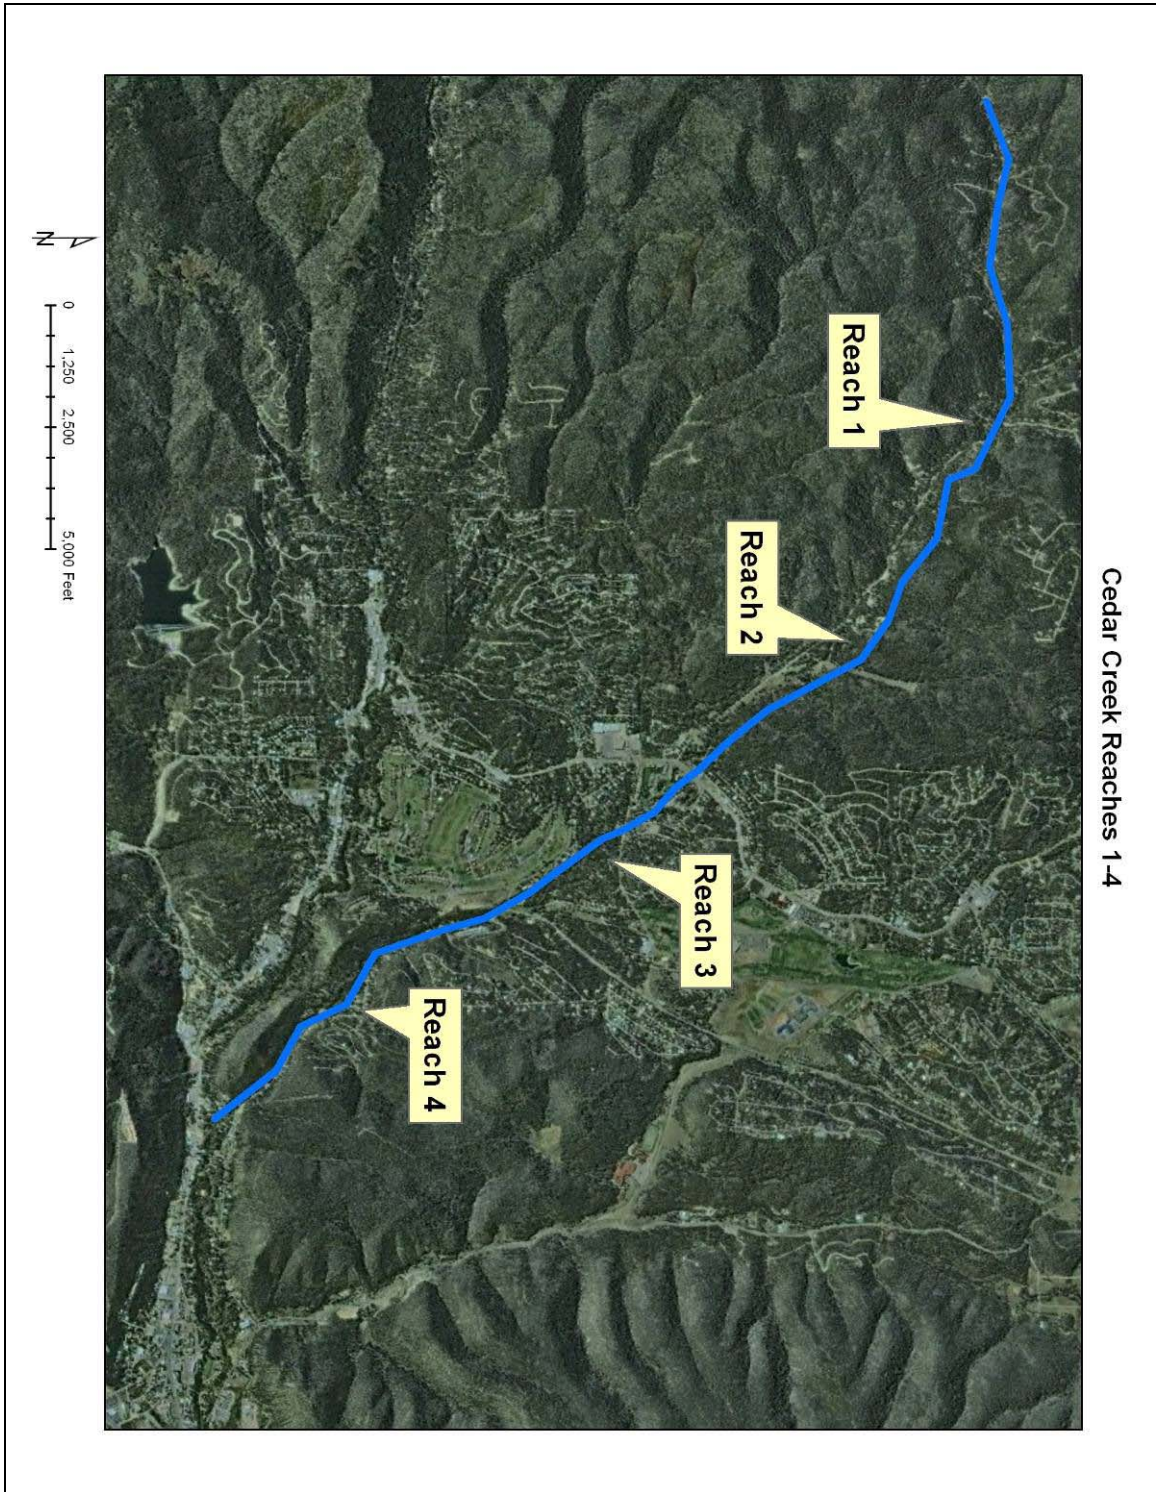 Cedar Creek Reaches 1-4
Reach 1
Reach 2
Reach 3
Reach 4
N
0 1,250 2,500 5,000 Feet